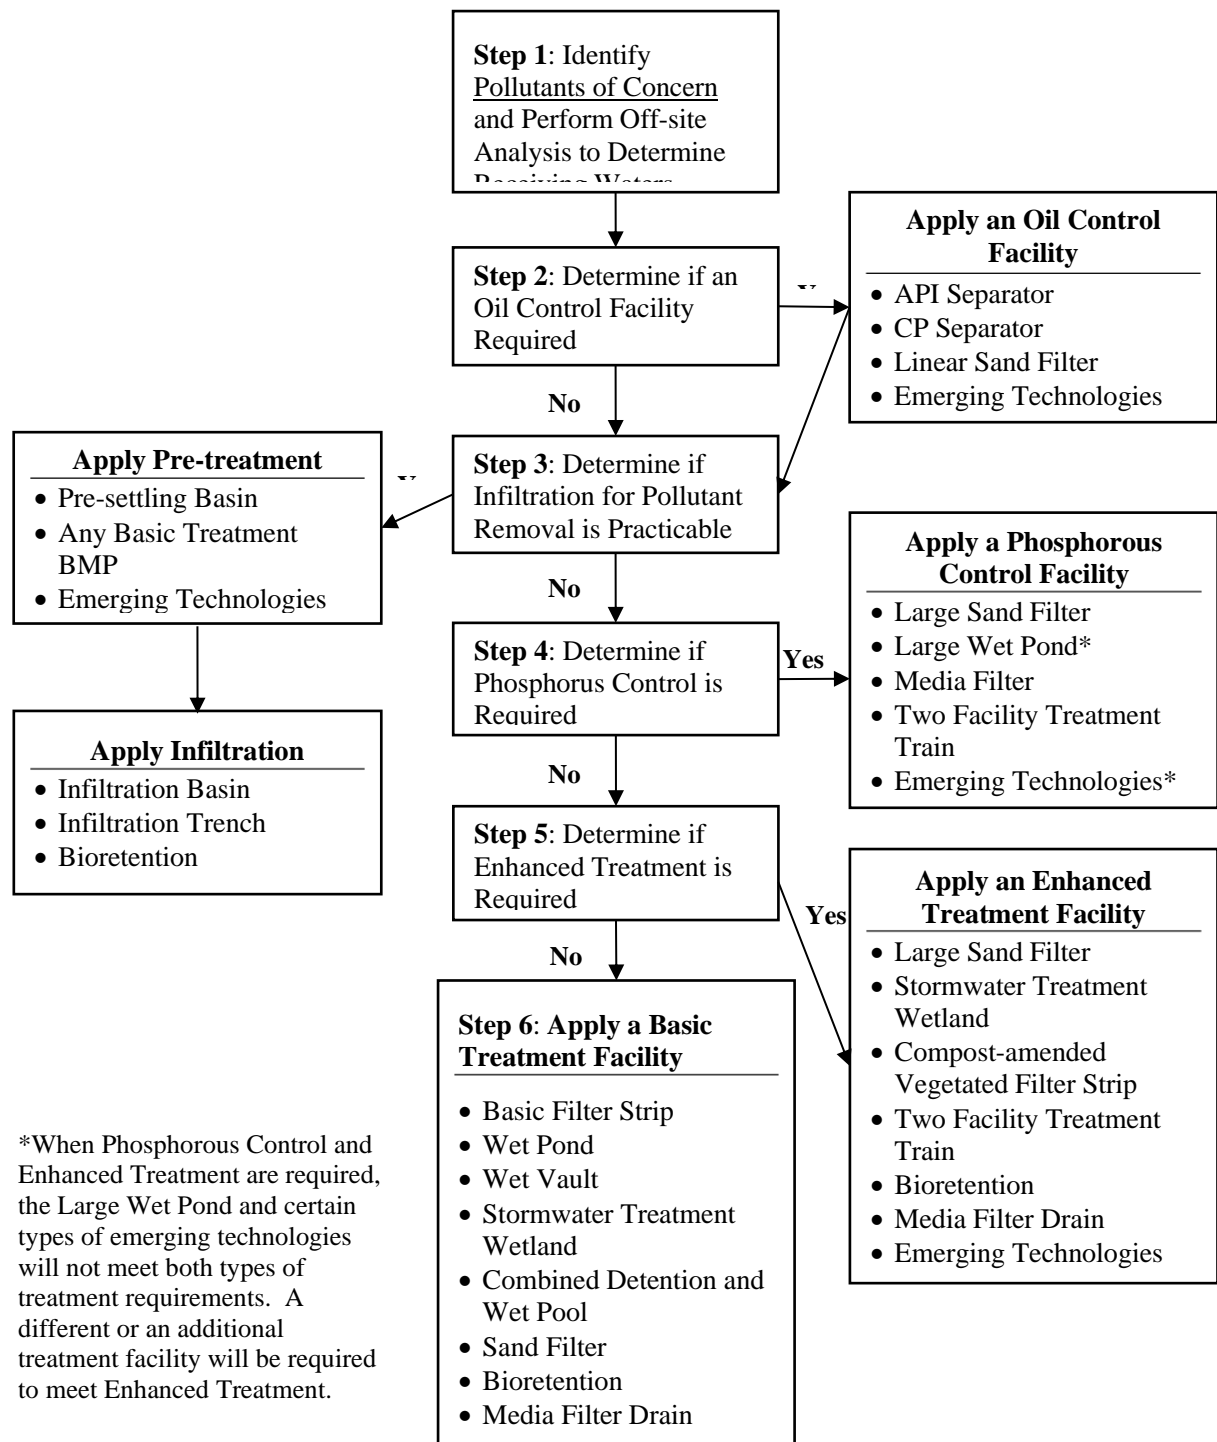 Step 1: Identify
Pollutants of Concern
and Perform Off-site
Analysis to Determine
Receiving Waters
Apply an Oil Control
Facility
• API Separator
• CP Separator
• Linear Sand Filter
• Emerging Technologies
Step 2: Determine if an
Oil Control Facility
Required
No
Apply Pre-treatment
• Pre-settling Basin
• Any Basic Treatment
BMP
• Emerging Technologies
Step 3: Determine if
Infiltration for Pollutant
Removal is Practicable
No
Apply a Phosphorous
Control Facility
• Large Sand Filter
• Large Wet Pond*
• Media Filter
• Two Facility Treatment
Train
• Emerging Technologies*
Step 4: Determine if
Phosphorus Control is
Required
Yes
No
Apply Infiltration
• Infiltration Basin
• Infiltration Trench
• Bioretention
Step 5: Determine if
Enhanced Treatment is
Required
Yes
No
Apply an Enhanced
Treatment Facility
• Large Sand Filter
• Stormwater Treatment
Wetland
• Compost-amended
Vegetated Filter Strip
• Two Facility Treatment
Train
• Bioretention
• Media Filter Drain
• Emerging Technologies
Step 6: Apply a Basic
Treatment Facility
• Basic Filter Strip
• Wet Pond
• Wet Vault
• Stormwater Treatment
Wetland
• Combined Detention and
Wet Pool
• Sand Filter
• Bioretention
• Media Filter Drain
*When Phosphorous Control and
Enhanced Treatment are required,
the Large Wet Pond and certain
types of emerging technologies
will not meet both types of
treatment requirements.  A
different or an additional
treatment facility will be required
to meet Enhanced Treatment.